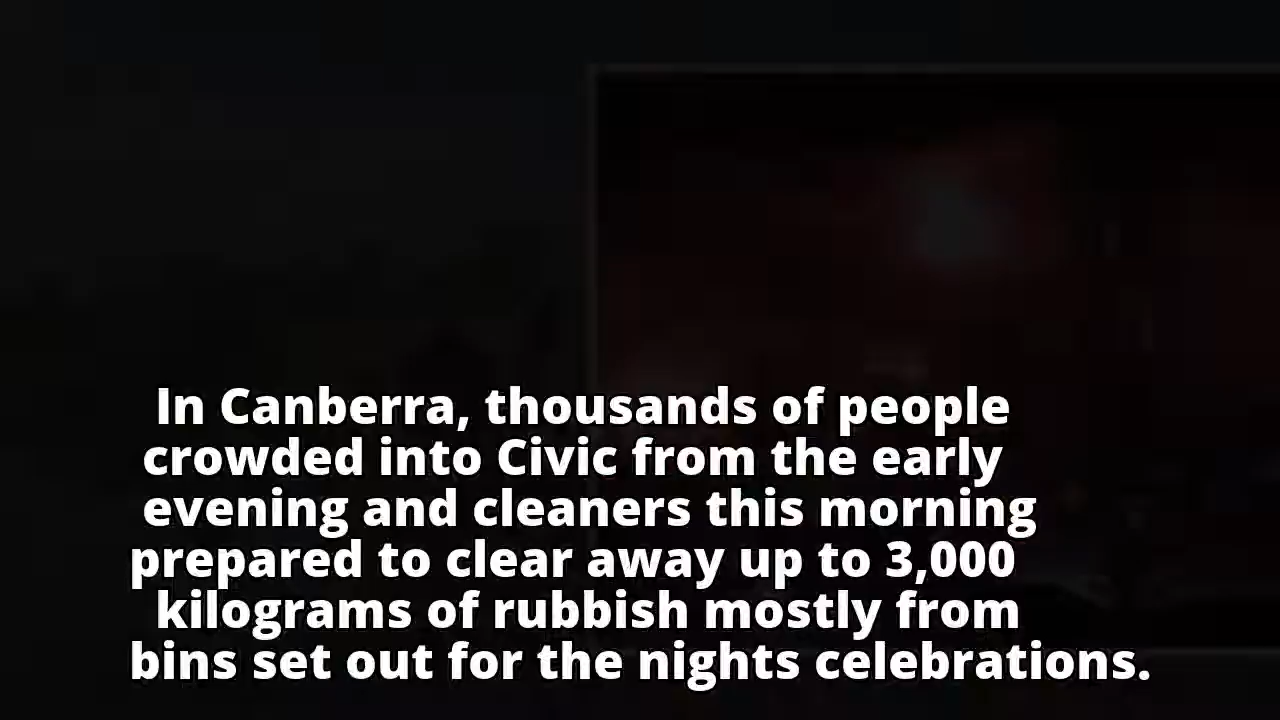 In Canberra, thousands of people
crowded into Civic from the early
evening and cleaners this morning
prepared to clear away up to 3,000
kilograms of rubbish mostly from
bins set out for the nights celebrations.